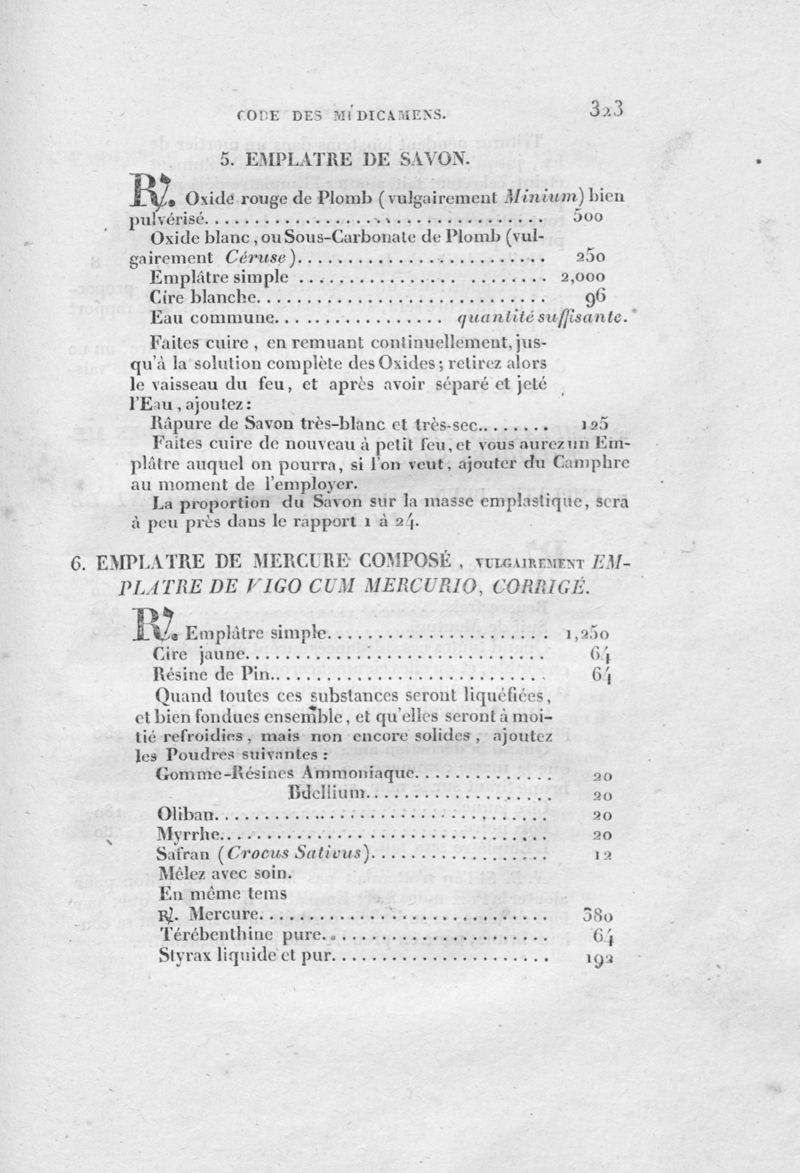 CODE DES MÉDICAMENS. 323
5. EMPLATRE DE SAVON.
℞. Oxide rouge de Plomb (vulgairement Minium) bien
pulvérisé. . . . . . . . . . . . . . . . . . . . . . . . . . . . . . . . 500
Oxide blanc, ou Sous-Carbonate de Plomb (vul-
gairement Céruse). . . . . . . . . . . . . . . . . . . . . . . . . 250
Emplâtre simple . . . . . . . . . . . . . . . . . . . . . . . . 2,000
Cire blanche. . . . . . . . . . . . . . . . . . . . . . . . . . . . 96
Eau commune. . . . . . . . . . . . . . . . . quantité suffisante.
Faites cuire, en remuant continuellement, jus-
qu'à la solution complète des Oxides; retirez alors
le vaisseau du feu, et après avoir séparé et jeté
l'Eau, ajoutez:
Râpure de Savon très-blanc et très-sec. . . . . . . . 125
Faites cuire de nouveau à petit feu, et vous aurez un Em-
plâtre auquel on pourra, si l'on veut, ajouter du Camphre
au moment de l'employer.
La proportion du Savon sur la masse emplastique, sera
à peu près dans le rapport 1 à 24.
6. EMPLATRE DE MERCURE COMPOSÉ, VULGAIREMENT EM-
PLATRE DE VIGO CUM MERCURIO, CORRIGÉ.
℞. Emplâtre simple. . . . . . . . . . . . . . . . . . . . . . 1,250
Cire jaune. . . . . . . . . . . . . . . . . . . . . . . . . . . . . . 64
Résine de Pin. . . . . . . . . . . . . . . . . . . . . . . . . . . 64
Quand toutes ces substances seront liquéfiées,
et bien fondues ensemble, et qu'elles seront à moi-
tié refroidies, mais non encore solides, ajoutez
les Poudres suivantes:
Gomme-Résines Ammoniaque. . . . . . . . . . . . . . 20
Bdellium. . . . . . . . . . . . . . . . . . . 20
Oliban. . . . . . . . . . . . . . . . . . . . . . . . . . . . . . . . 20
Myrrhe. . . . . . . . . . . . . . . . . . . . . . . . . . . . . . . . 20
Safran (Crocus Sativus). . . . . . . . . . . . . . . . . . 12
Mêlez avec soin.
En même tems
℞. Mercure. . . . . . . . . . . . . . . . . . . . . . . . . . . . . 380
Térébenthine pure. . . . . . . . . . . . . . . . . . . . . . . 64
Styrax liquide et pur. . . . . . . . . . . . . . . . . . . . . . 192